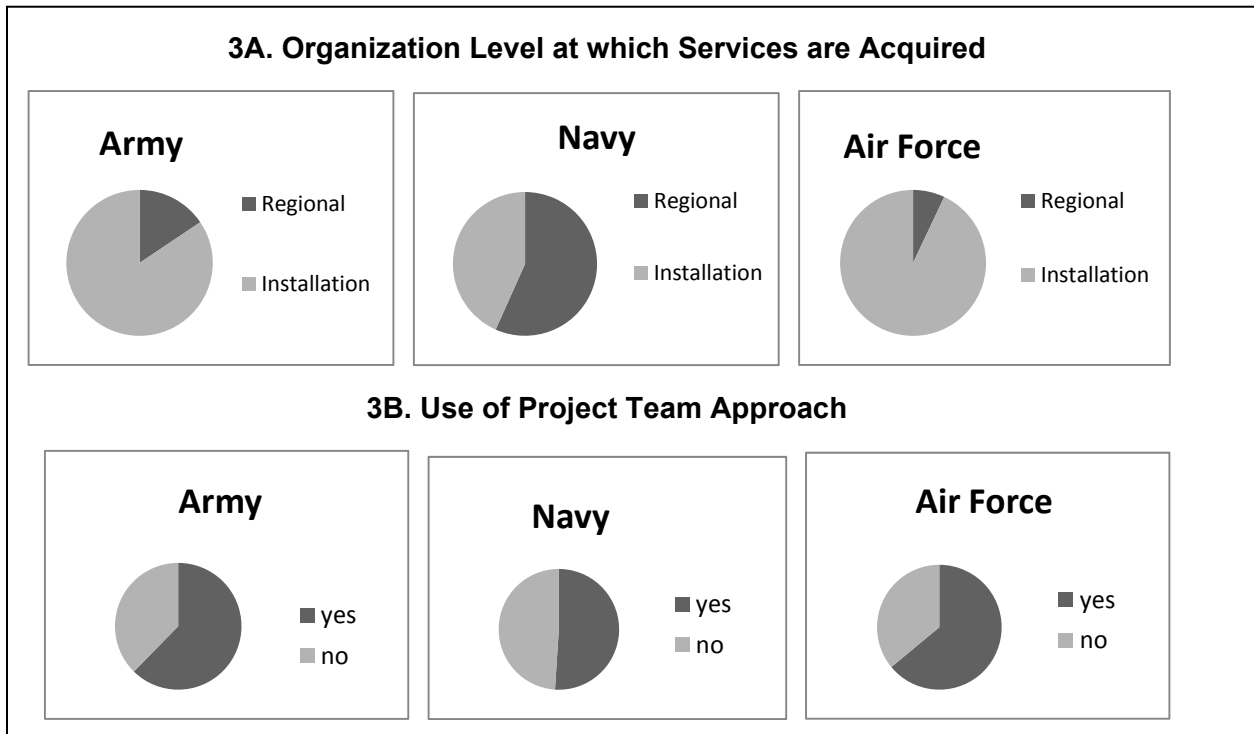 3A. Organization Level at which Services are Acquired
Army
Regional
Installation
Navy
Regional
Installation
Air Force
Regional
Installation
3B. Use of Project Team Approach
Army
yes
no
Navy
yes
no
Air Force
yes
no